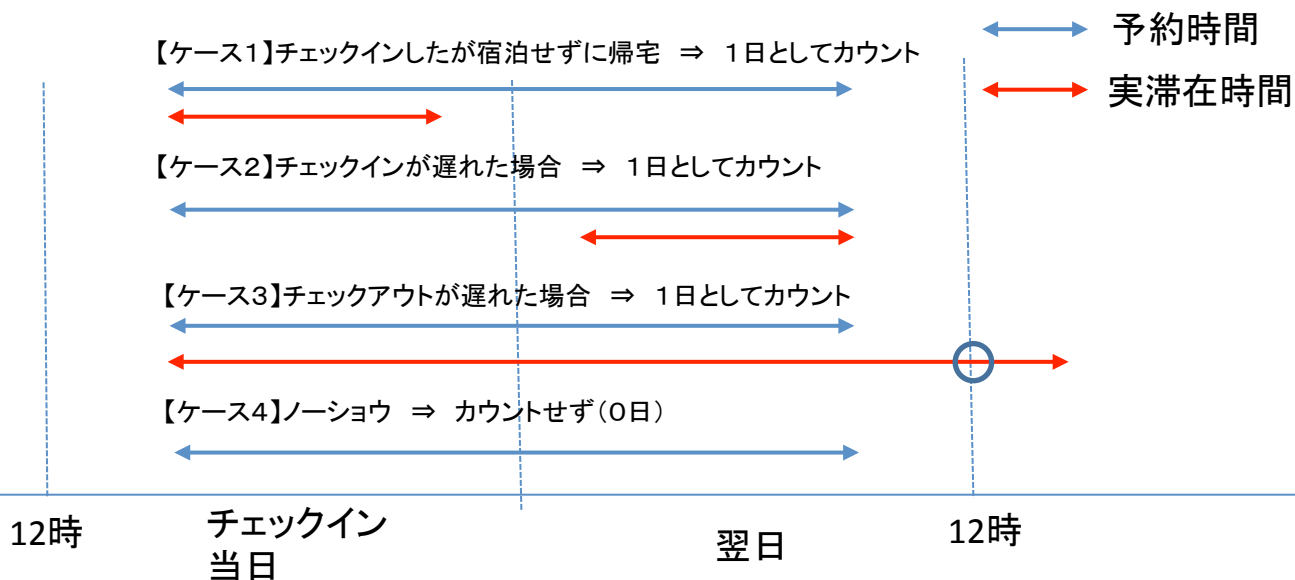 予約時間
【ケース1】チェックインしたが宿泊せずに帰宅 ⇒ 1日としてカウント
実滞在時間
【ケース2】チェックインが遅れた場合 ⇒ 1日としてカウント
【ケース3】チェックアウトが遅れた場合 ⇒ 1日としてカウント
【ケース4】ノーショウ ⇒ カウントせず(0日)
12時
チェックイン
当日
翌日
12時